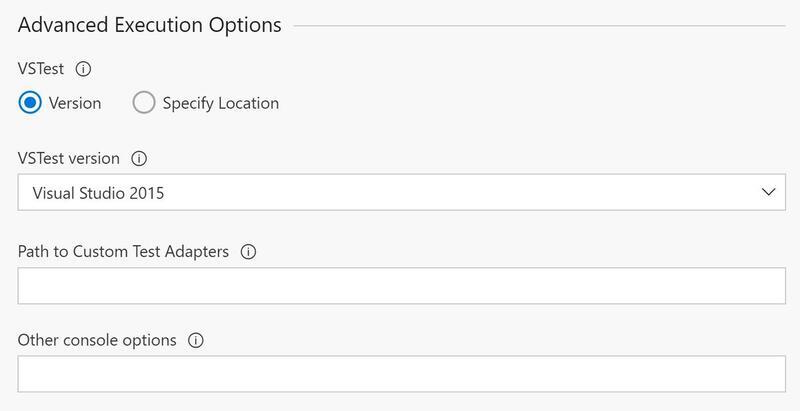 Advanced Execution Options
VSTest
Version Specify Location
VSTest version
Visual Studio 2015
Path to Custom Test Adapters
Other console options